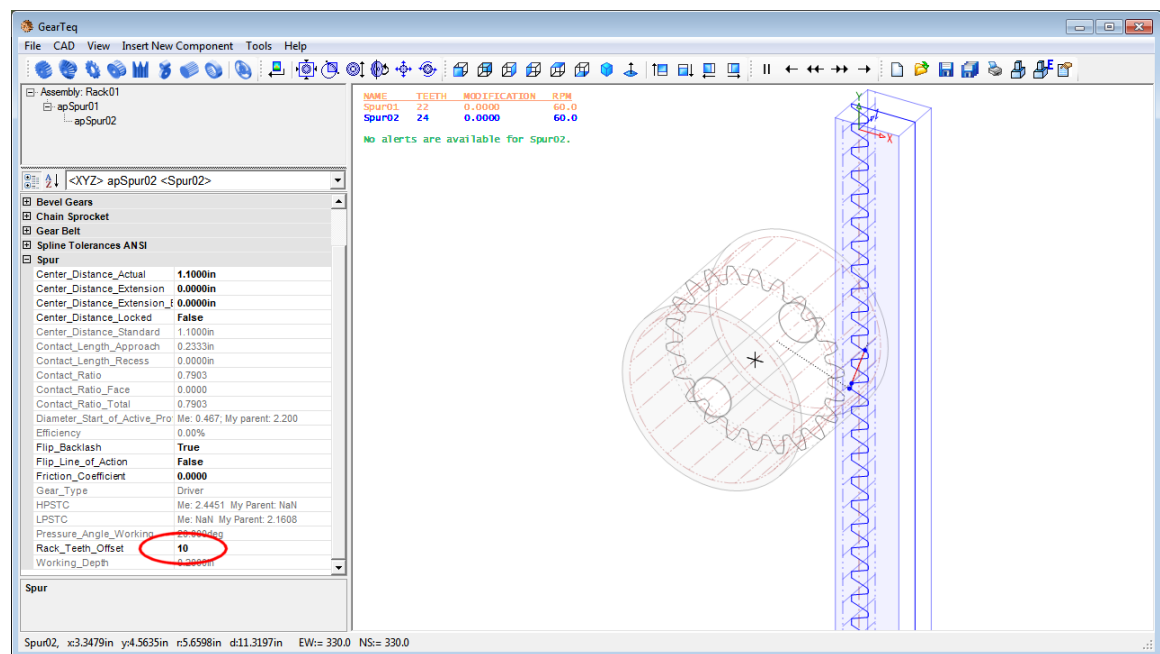 GearTeq
File CAD View Insert New Component Tools Help
Assembly: Rack01
apSpur01
apSpur02
NAME TEETH MODIFICATION RPM
Spur01 22 0.0000 60.0
Spur02 24 0.0000 60.0
No alerts are available for Spur02.
Y
X
<XYZ> apSpur02 <Spur02>
Bevel Gears
Chain Sprocket
Gear Belt
Spline Tolerances ANSI
Spur
Center_Distance_Actual 1.1000in
Center_Distance_Extension 0.0000in
Center_Distance_Extension_E 0.0000in
Center_Distance_Locked False
Center_Distance_Standard 1.1000in
Contact_Length_Approach 0.2333in
Contact_Length_Recess 0.0000in
Contact_Ratio 0.7903
Contact_Ratio_Face 0.0000
Contact_Ratio_Total 0.7903
Diameter_Start_of_Active_Pro Me: 0.467; My parent: 2.200
Efficiency 0.00%
Flip_Backlash True
Flip_Line_of_Action False
Friction_Coefficient 0.0000
Gear_Type Driver
HPSTC Me: 2.4451 My Parent: NaN
LPSTC Me: NaN My Parent: 2.1608
Pressure_Angle_Working 20.000deg
Rack_Teeth_Offset 10
Working_Depth 0.2000in
Spur
Spur02, x:3.3479in y:4.5635in r:5.6598in d:11.3197in EW:= 330.0 NS:= 330.0